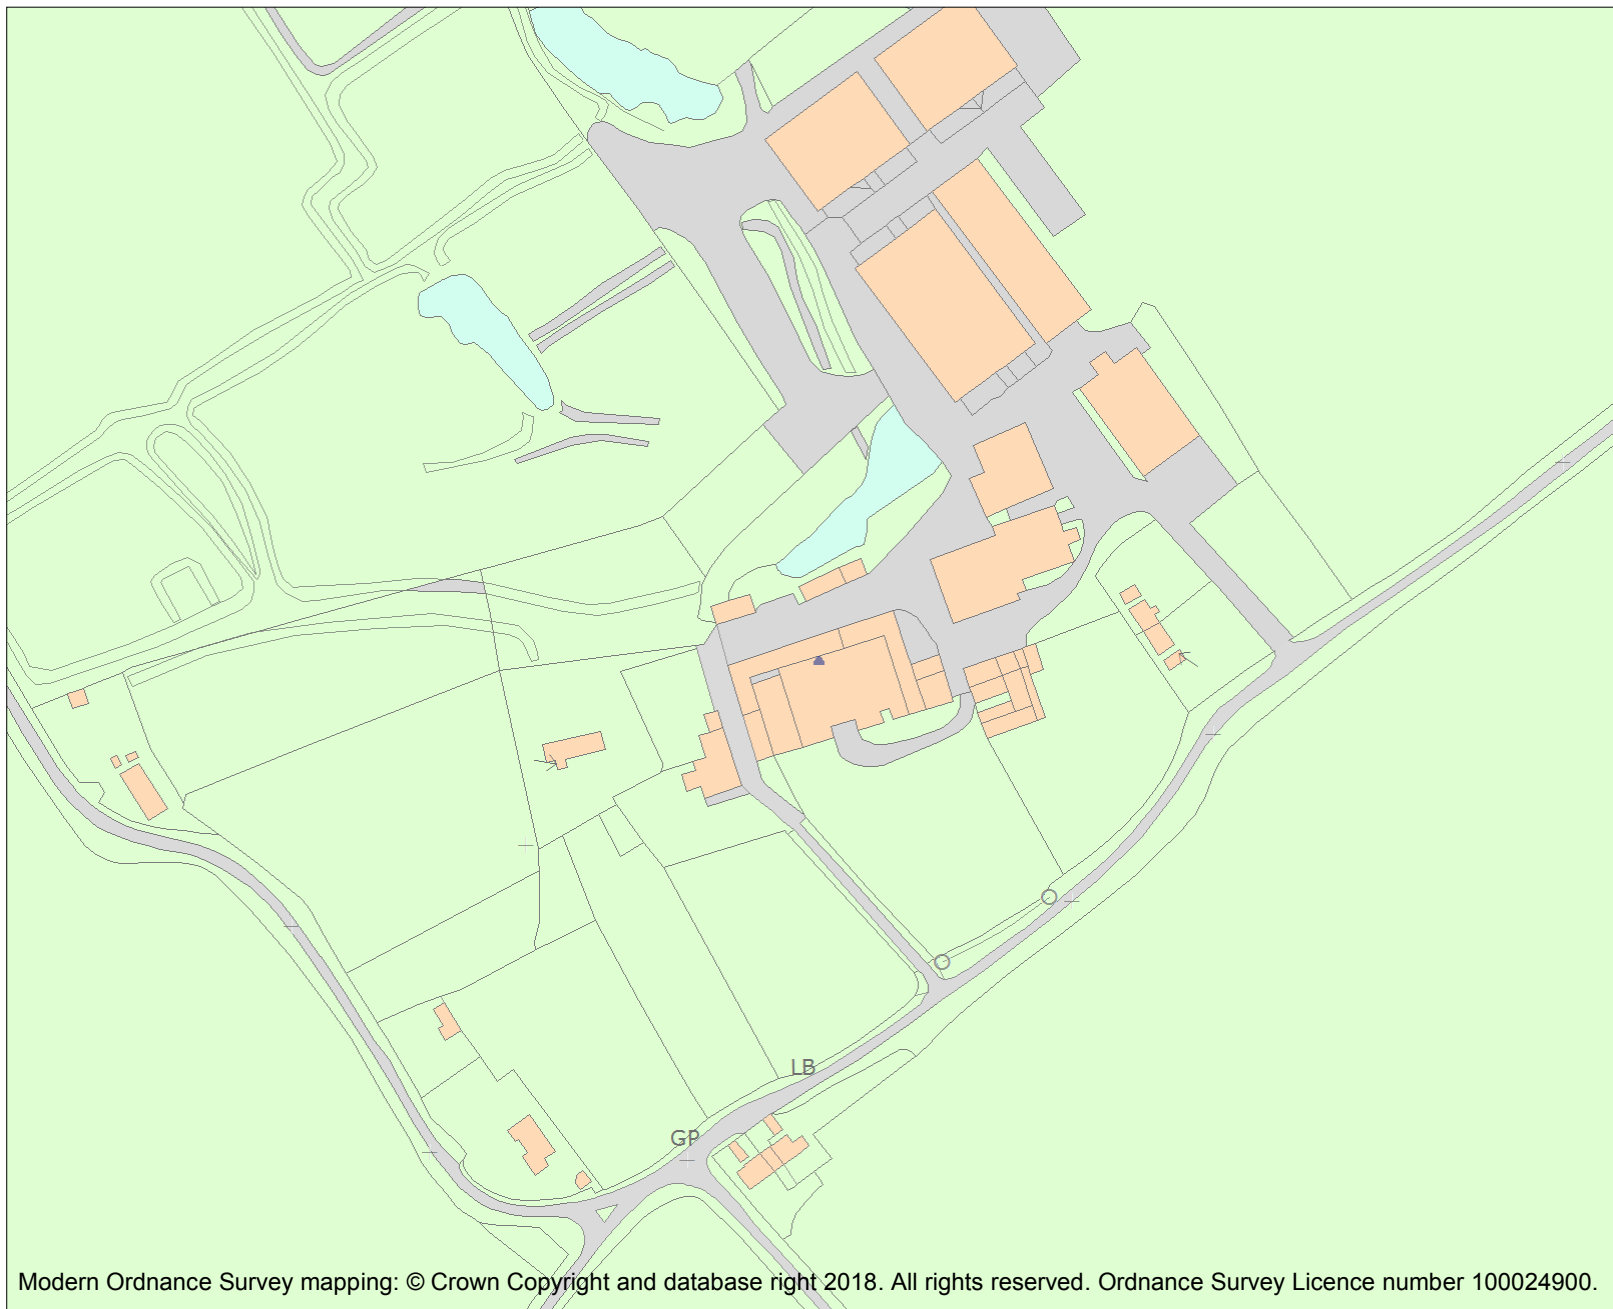 LB
GP
Modern Ordnance Survey mapping: © Crown Copyright and database right 2018. All rights reserved. Ordnance Survey Licence number 100024900.